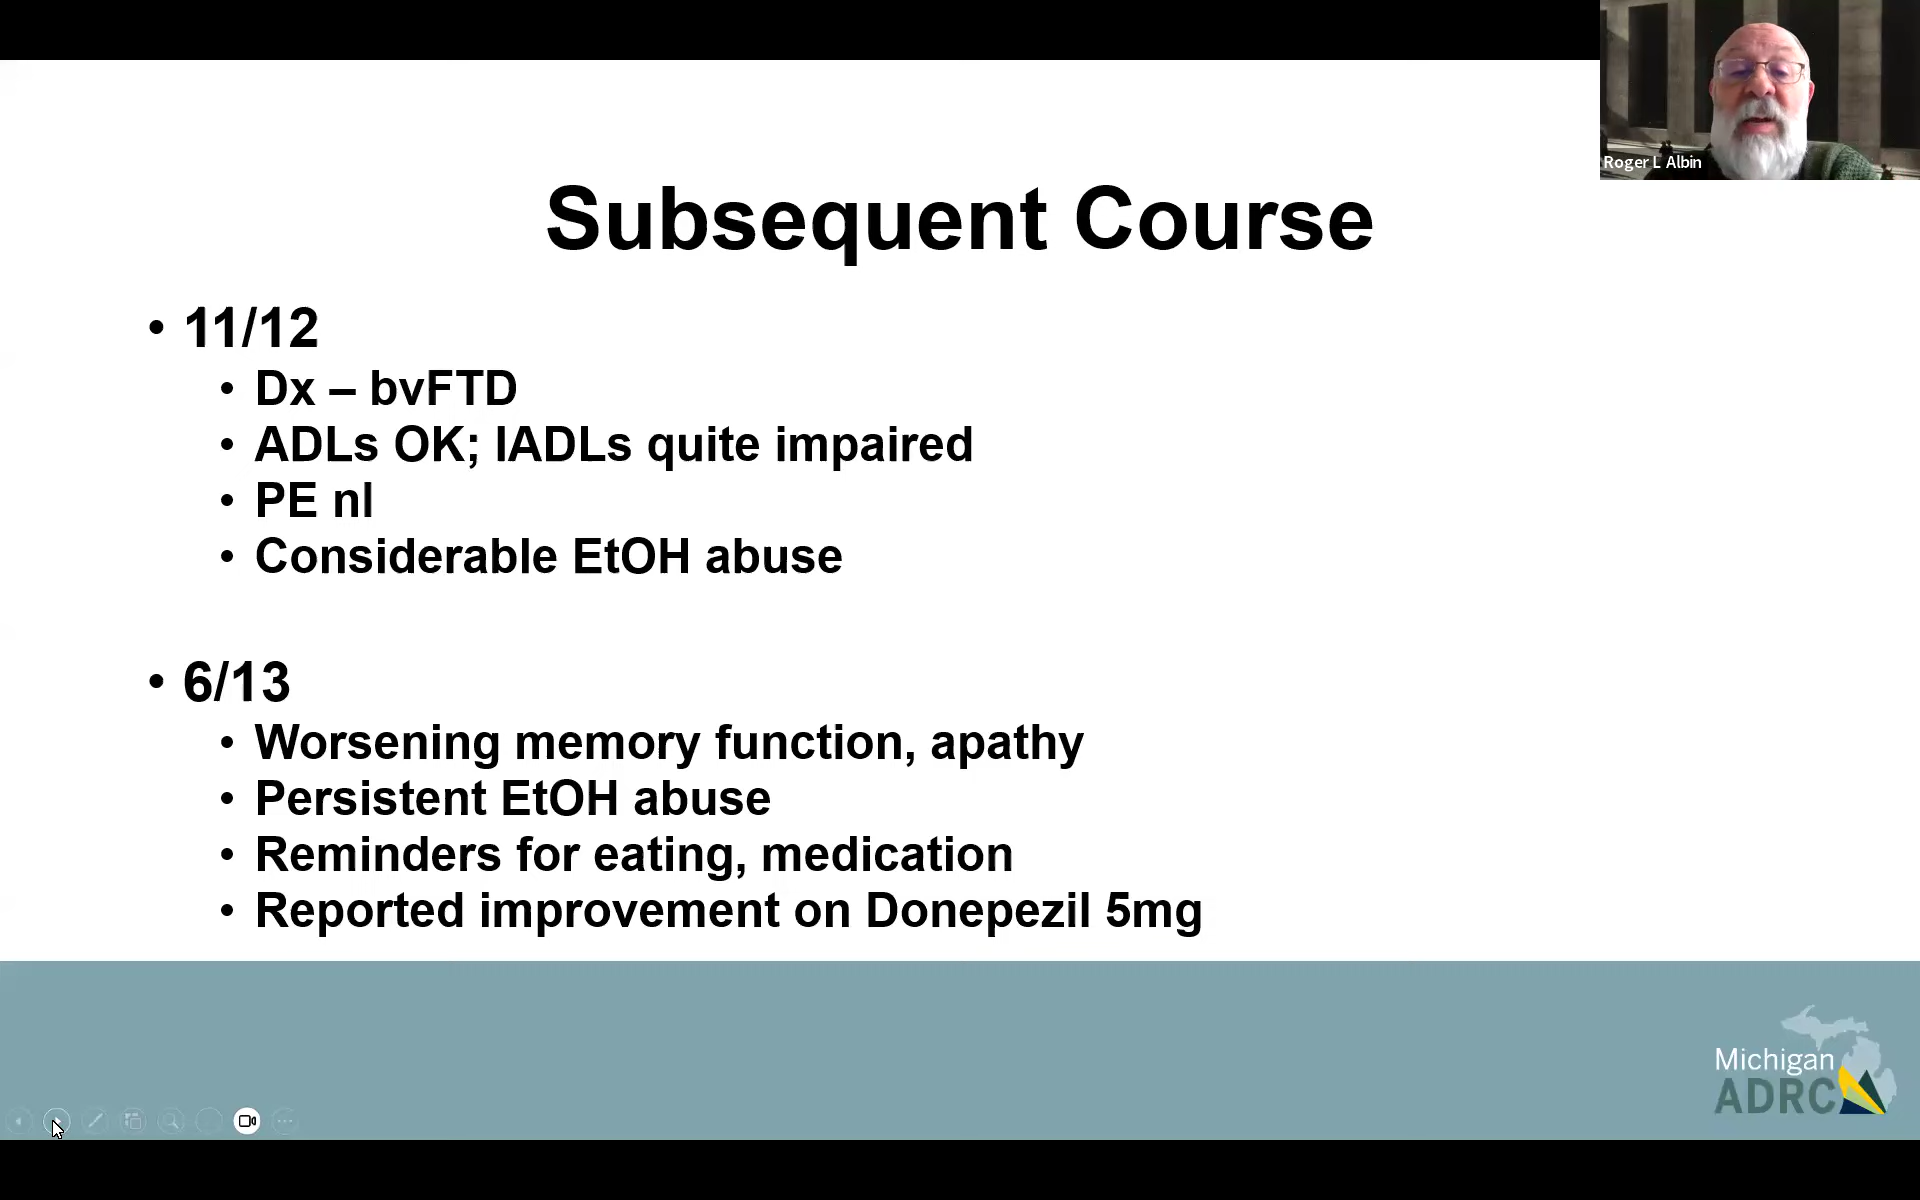 Roger L Albin
Subsequent Course
• 11/12
• Dx – bvFTD
• ADLs OK; IADLs quite impaired
• PE nl
• Considerable EtOH abuse
• 6/13
• Worsening memory function, apathy
• Persistent EtOH abuse
• Reminders for eating, medication
• Reported improvement on Donepezil 5mg
Michigan
ADRC